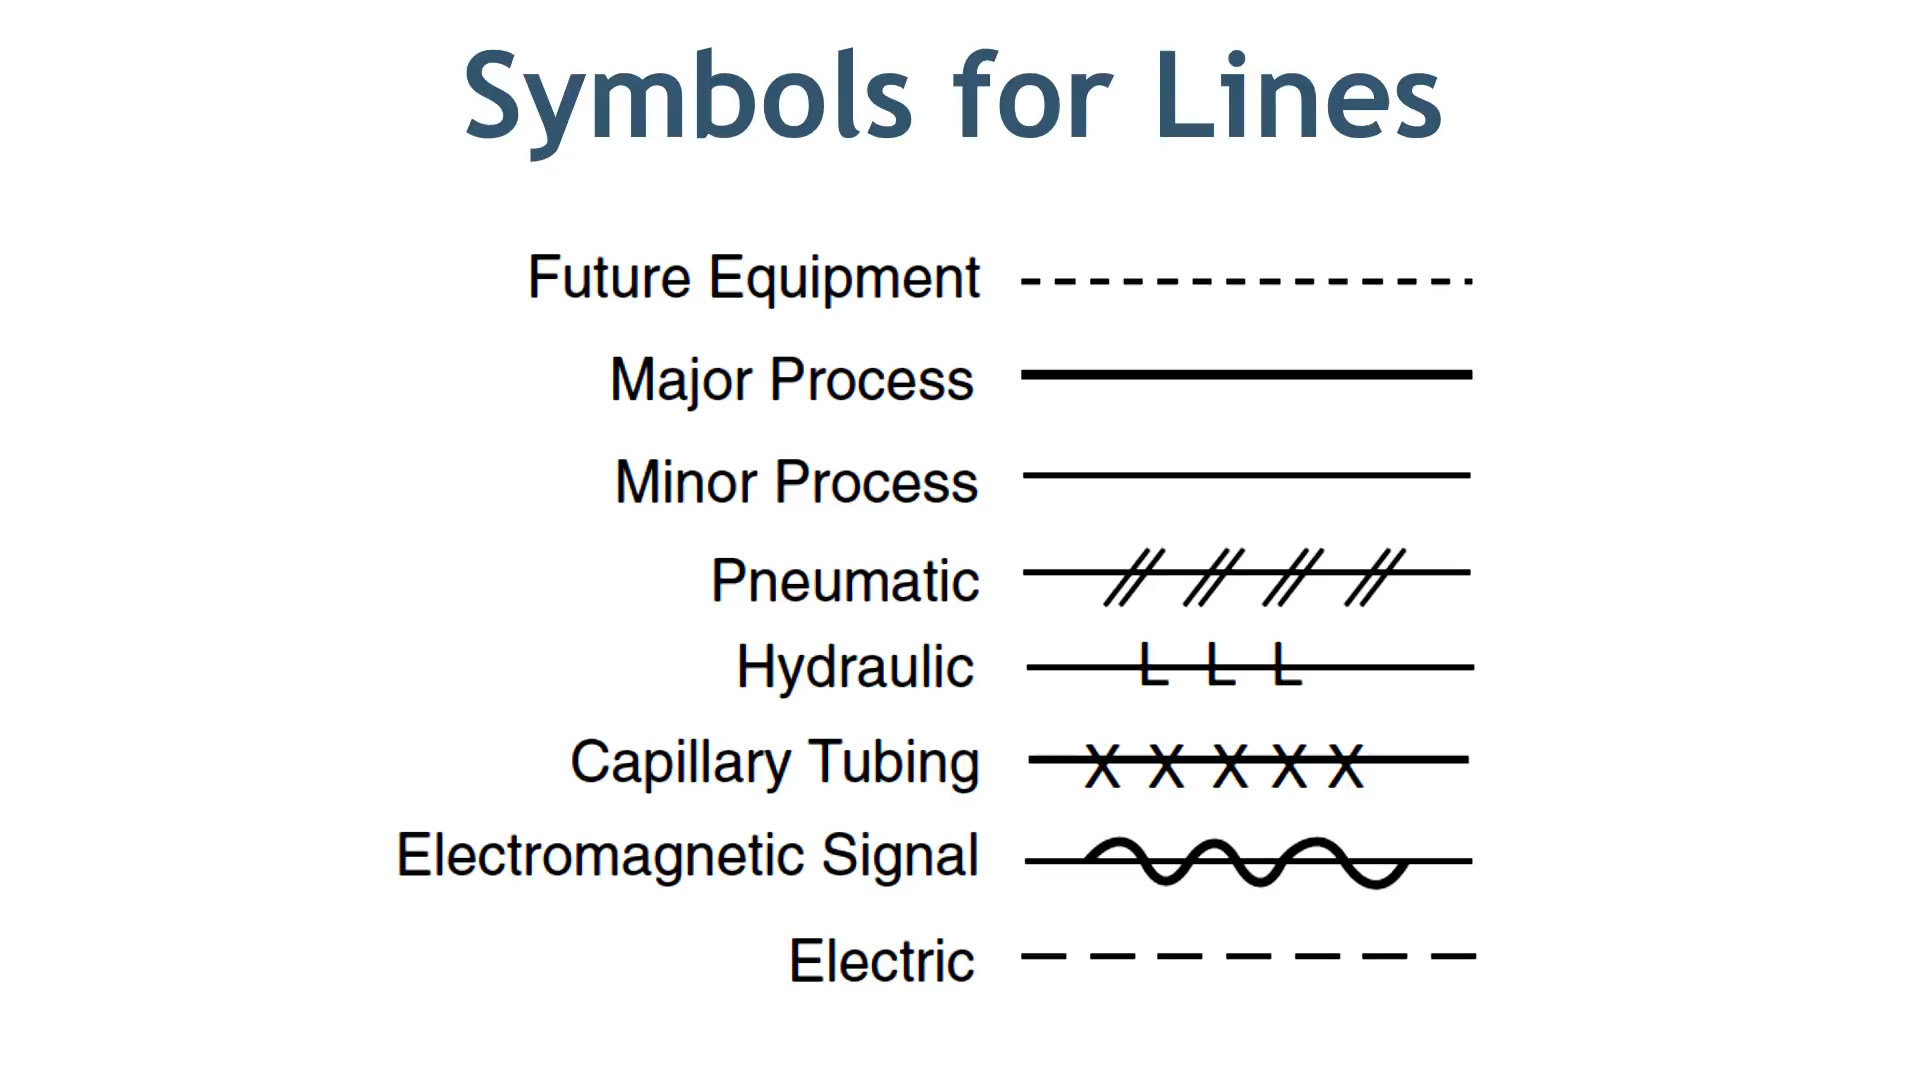 Symbols for Lines
Future Equipment
Major Process
Minor Process
Pneumatic
Hydraulic L L L
Capillary Tubing X X X X X
Electromagnetic Signal
Electric